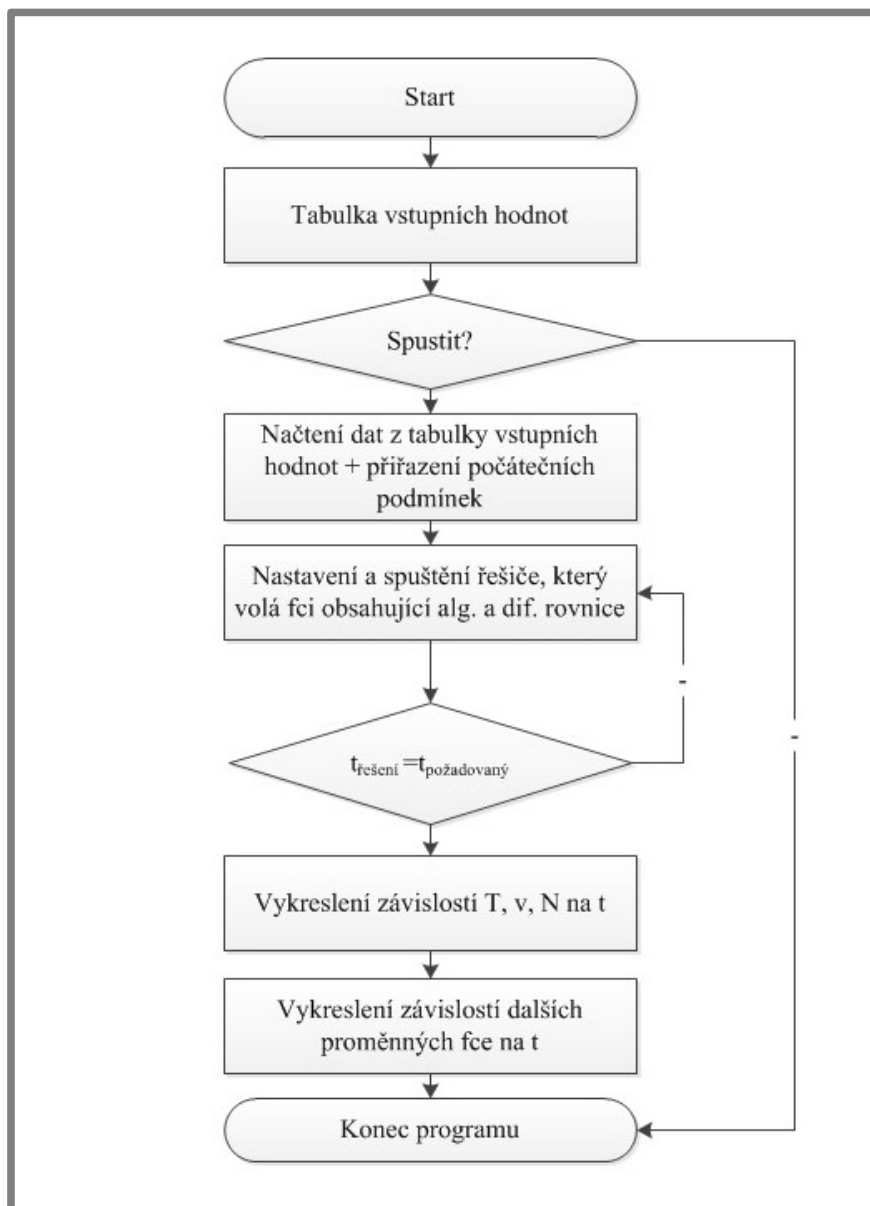 Start
Tabulka vstupních hodnot
Spustit?
Načtení dat z tabulky vstupních
hodnot + přiřazení počátečních
podmínek
Nastavení a spuštění řešiče, který
volá fci obsahující alg. a dif. rovnice
-
-
třešení =tpožadovaný
Vykreslení závislostí T, v, N na t
Vykreslení závislostí dalších
proměnných fce na t
Konec programu